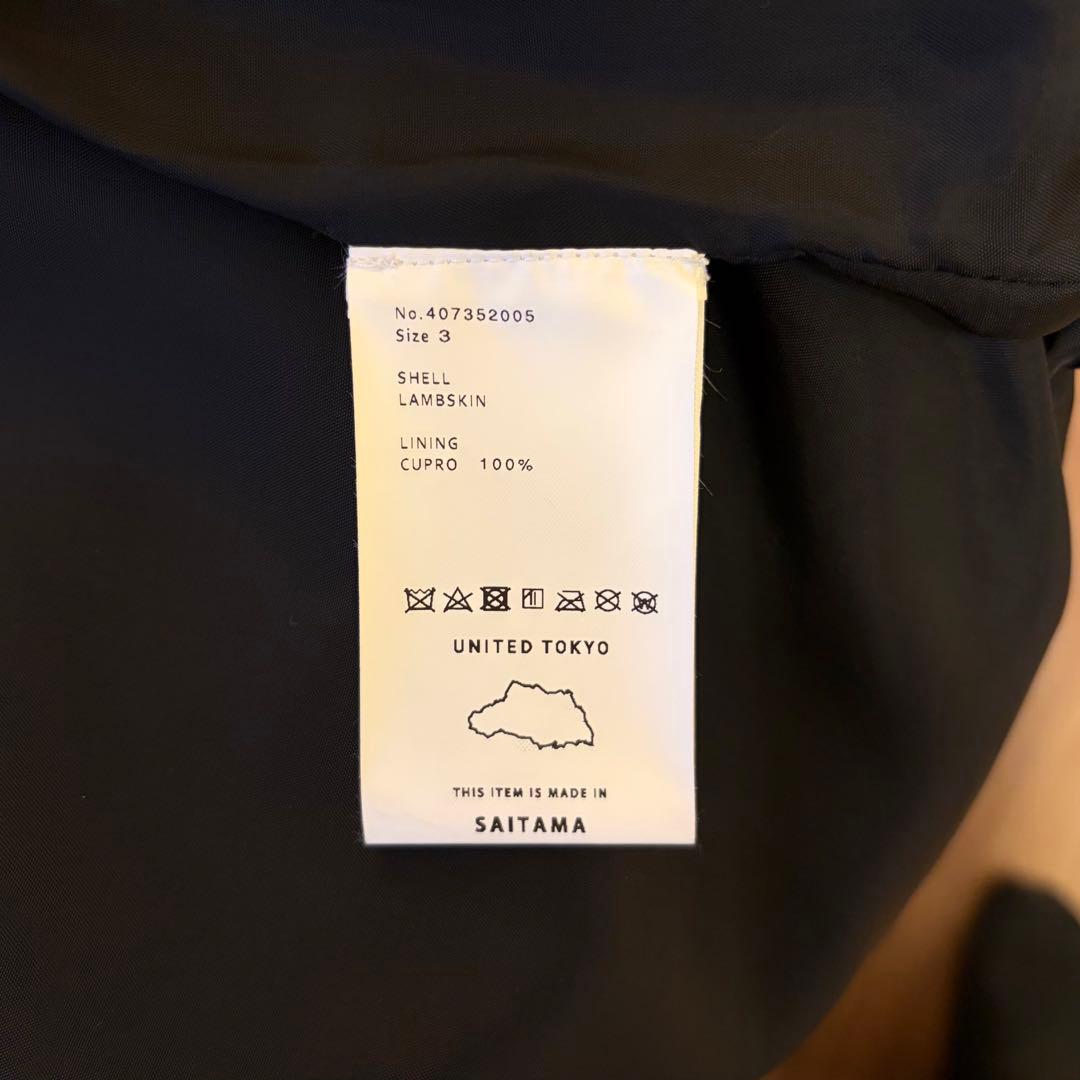 No.407352005
Size 3
SHELL
LAMBSKIN
LINING
CUPRO 100%
UNITED TOKYO
THIS ITEM IS MADE IN
SAITAMA